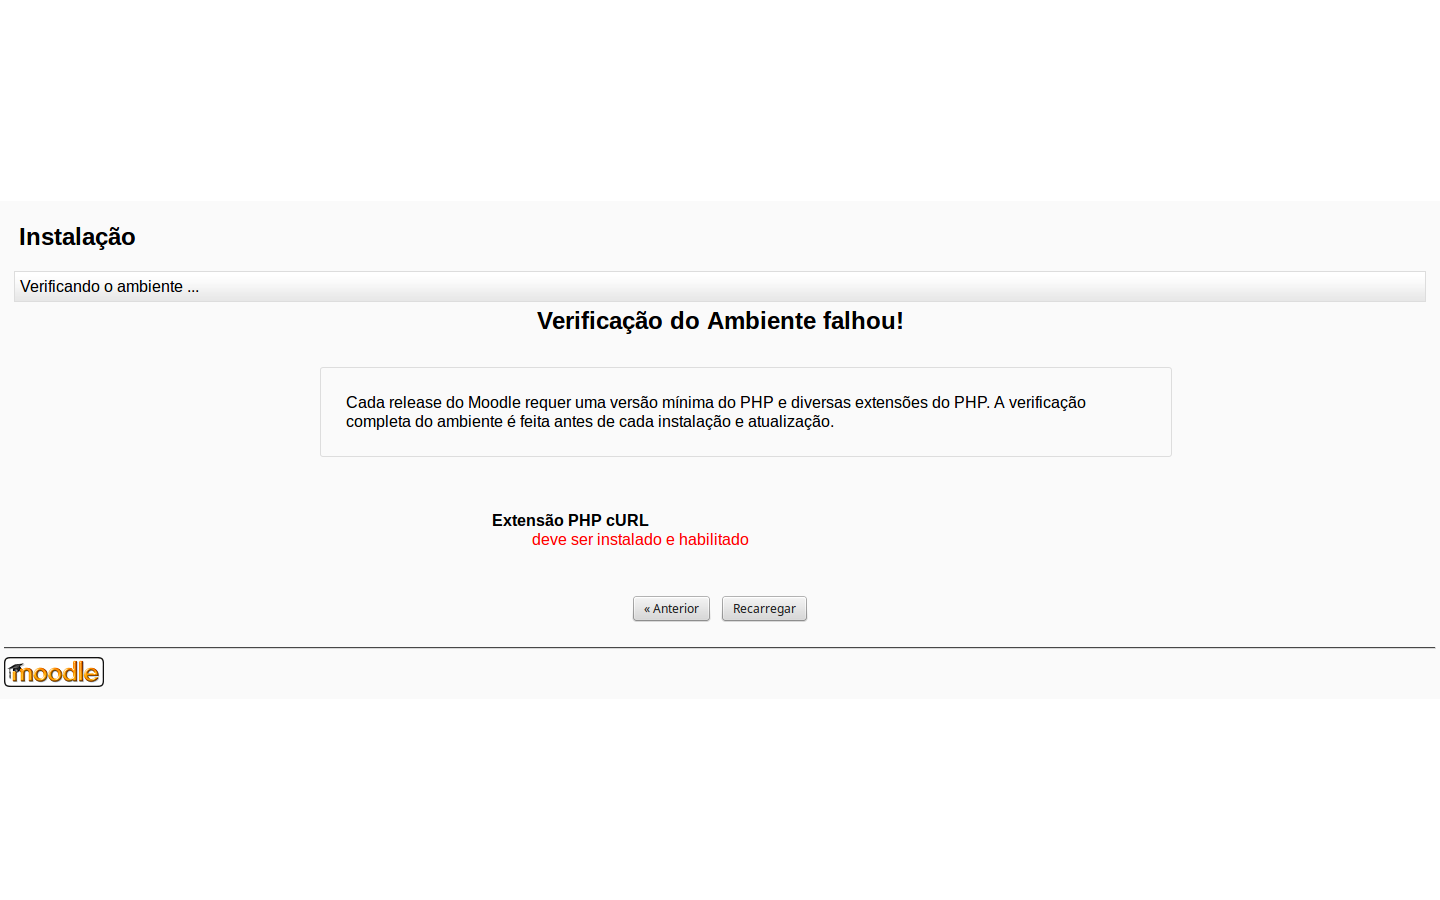 Instalação
Verificando o ambiente ...
Verificação do Ambiente falhou!
Cada release do Moodle requer uma versão mínima do PHP e diversas extensões do PHP. A verificação
completa do ambiente é feita antes de cada instalação e atualização.
Extensão PHP cURL
deve ser instalado e habilitado
« Anterior
Recarregar
moodle